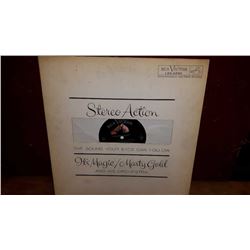 RCA VICTOR
Stereo Action
THE SOUND YOUR EYES CAN FOLLOW
It's Magic/Marty Gold
AND HIS ORCHESTRA